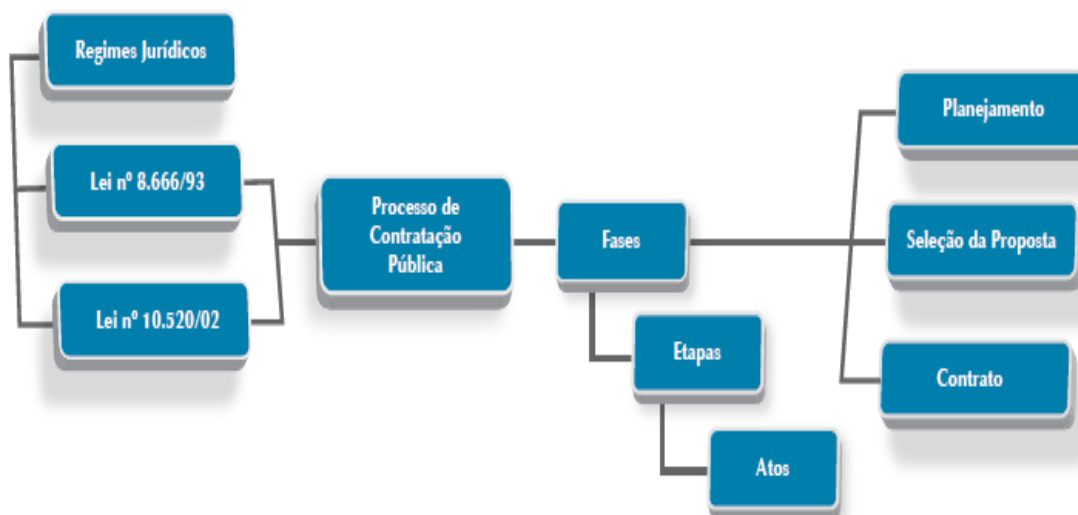 Regimes Jurídicos
Lei nº 8.666/93
Lei nº 10.520/02
Processo de
Contratação
Pública
Fases
Etapas
Atos
Planejamento
Seleção da Proposta
Contrato